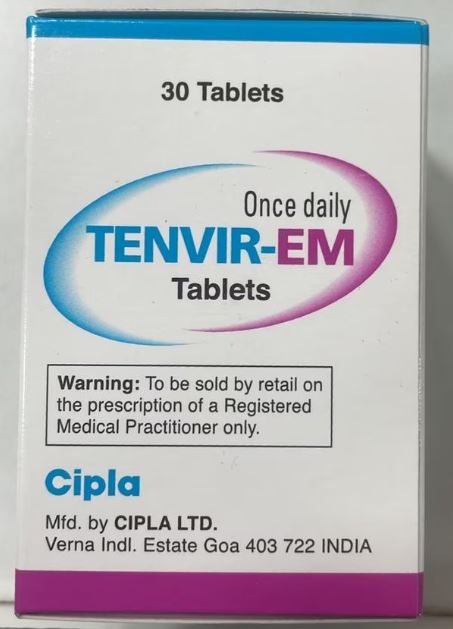 30 Tablets
Once daily
TENVIR-EM
Tablets
Warning: To be sold by retail on
the prescription of a Registered
Medical Practitioner only.
Cipla
Mfd. by CIPLA LTD.
Verna Indl. Estate Goa 403 722 INDIA